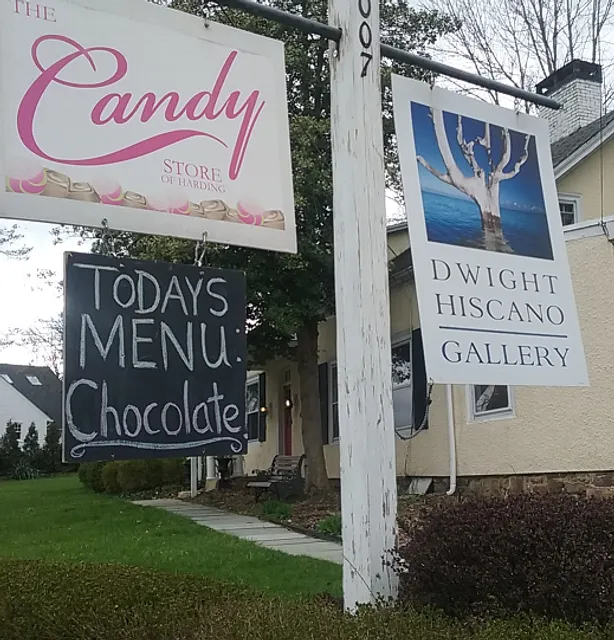 THE
Candy
STORE
OF HARDING
TODAYS
MENU:
Chocolate
007
DWIGHT
HISCANO
GALLERY